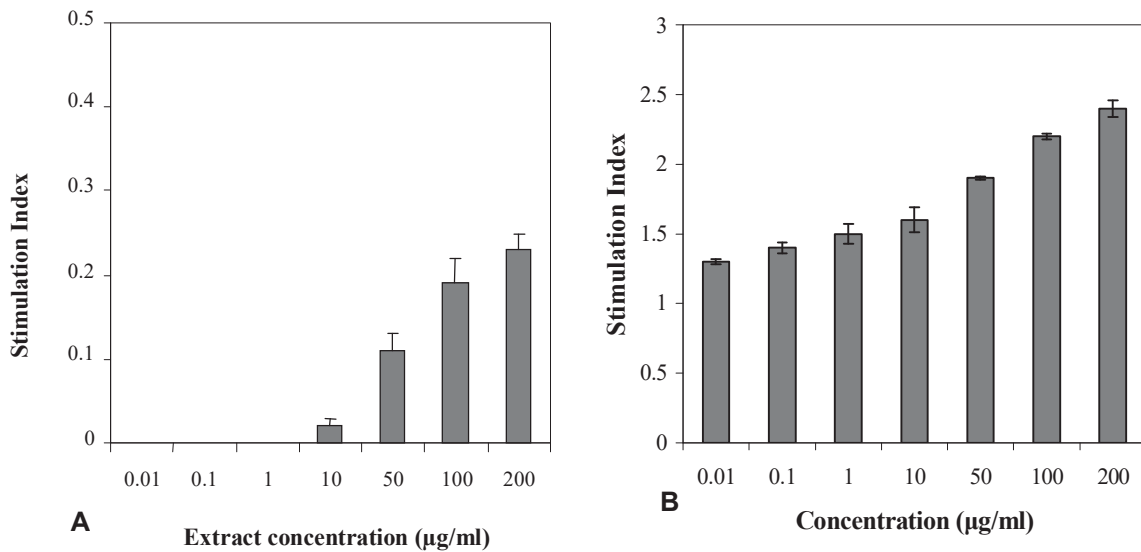 0.5
0.4
0.3
0.2
0.1
0
Stimulation Index
0.01 0.1 1 10 50 100 200
A
Extract concentration (µg/ml)
3
2.5
2
1.5
1
0.5
0
Stimulation Index
0.01 0.1 1 10 50 100 200
B
Concentration (µg/ml)